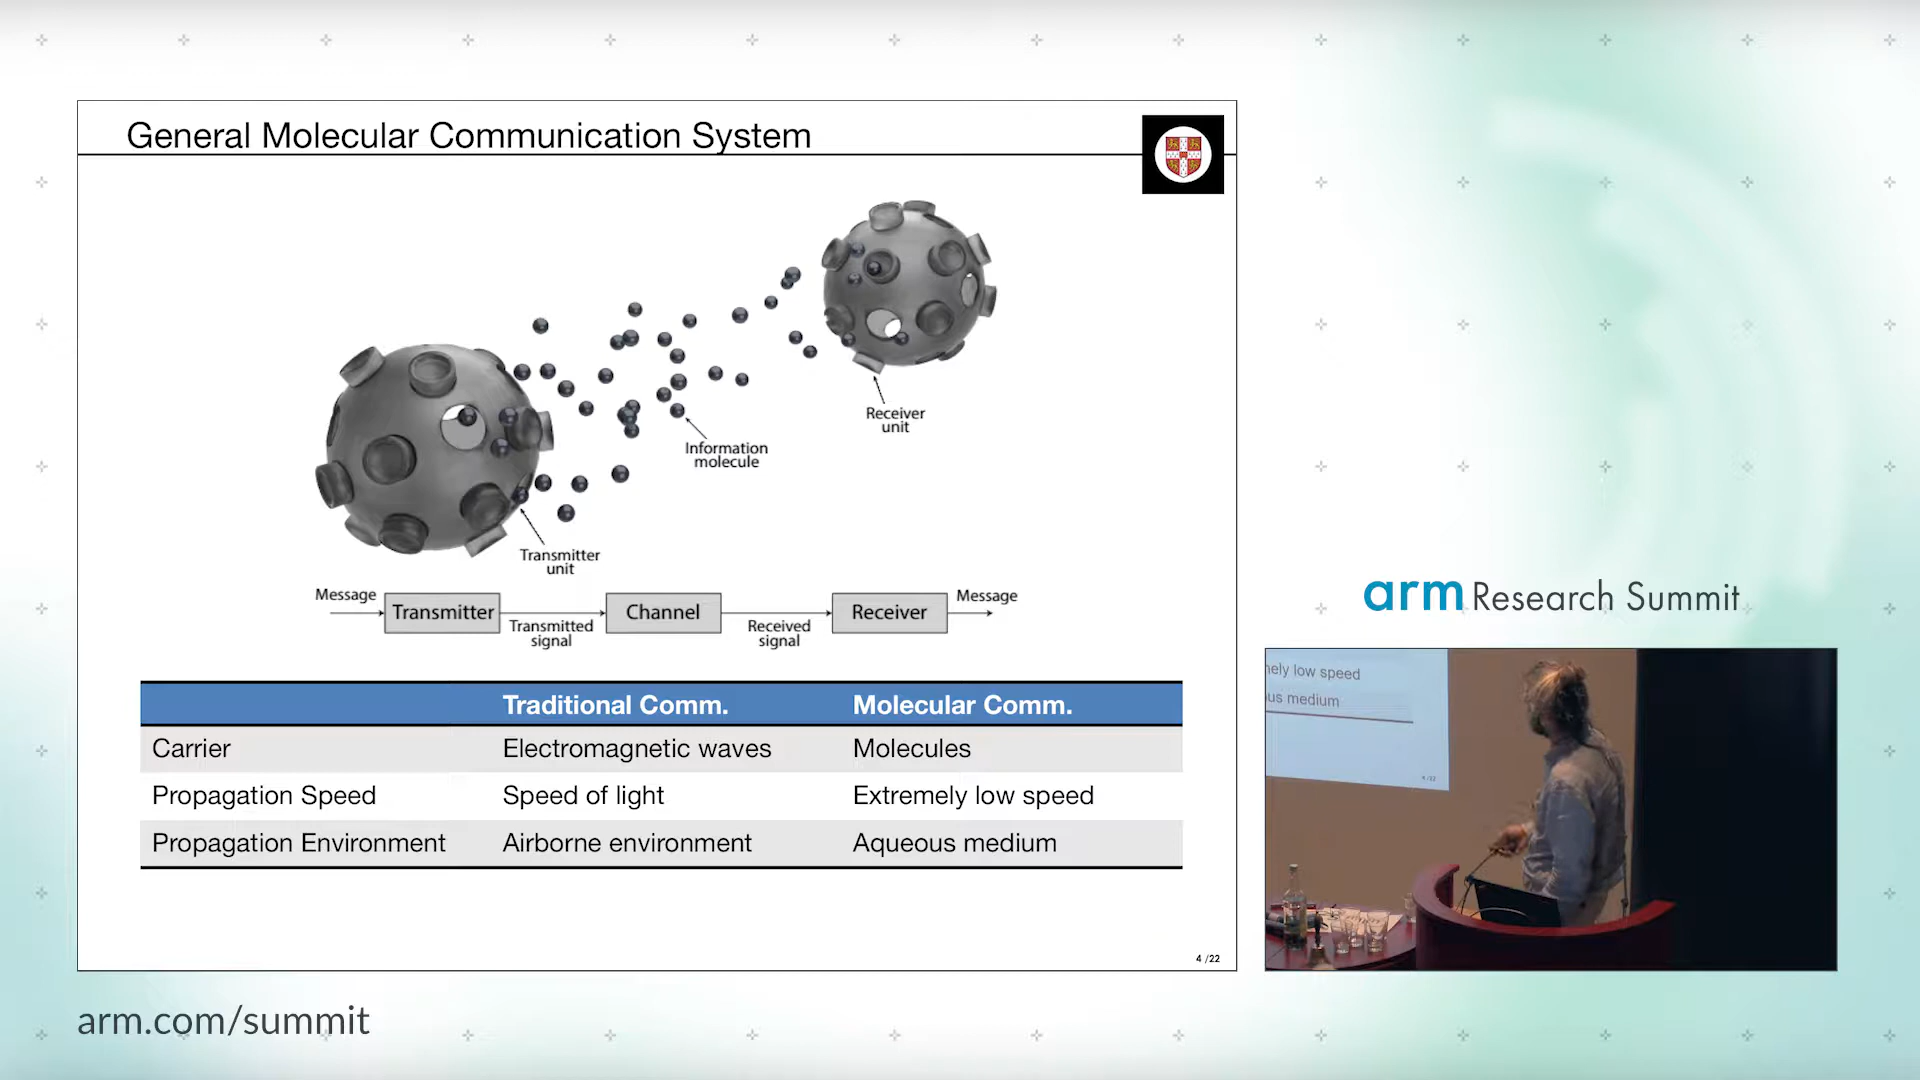 General Molecular Communication System
Receiver
unit
Information
molecule
Transmitter
unit
Message
Transmitter
Transmitted
signal
Channel
Received
signal
Receiver
Message
Traditional Comm. Molecular Comm.
Carrier Electromagnetic waves Molecules
Propagation Speed Speed of light Extremely low speed
Propagation Environment Airborne environment Aqueous medium
4 /22
arm Research Summit
nely low speed
us medium
4 /22
arm.com/summit